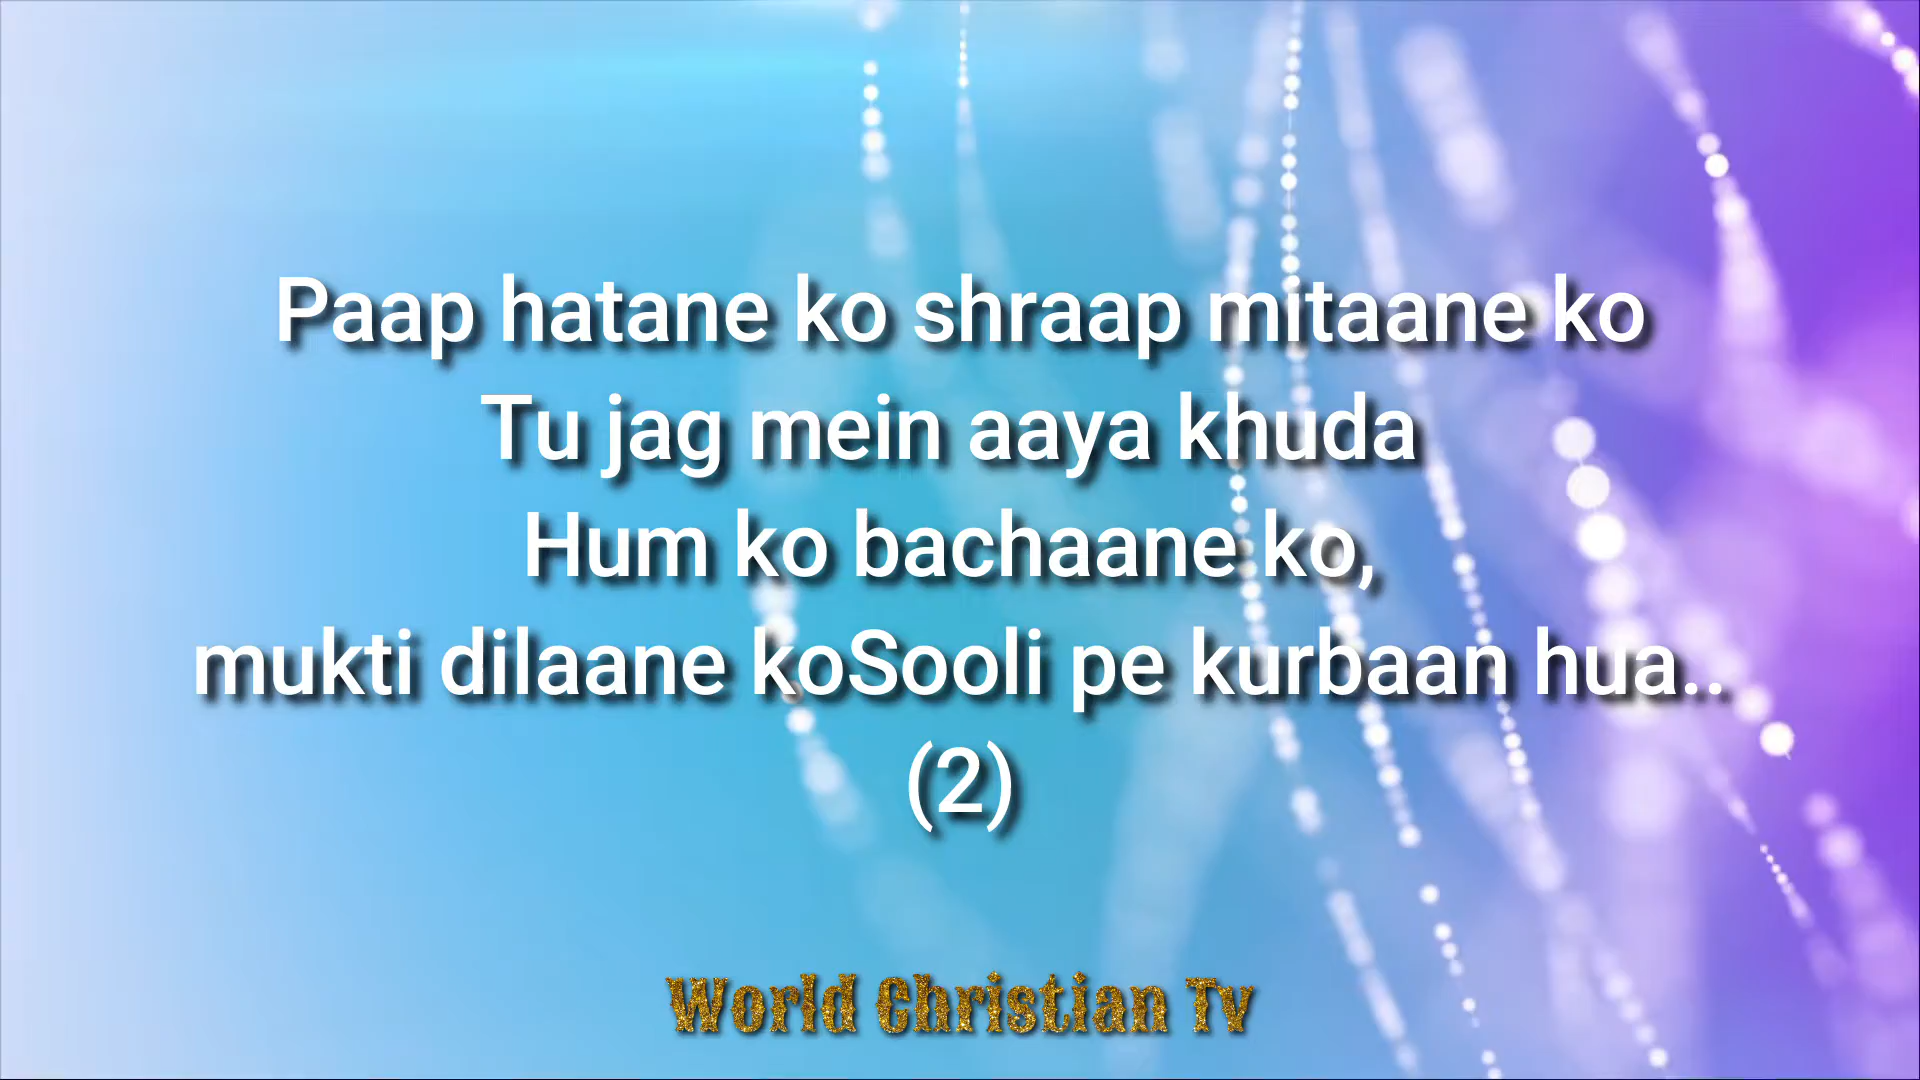 Paap hatane ko shraap mitaane ko
Tu jag mein aaya khuda
Hum ko bachaane ko,
mukti dilaane koSooli pe kurbaan hua..
(2)
World Christian Tv